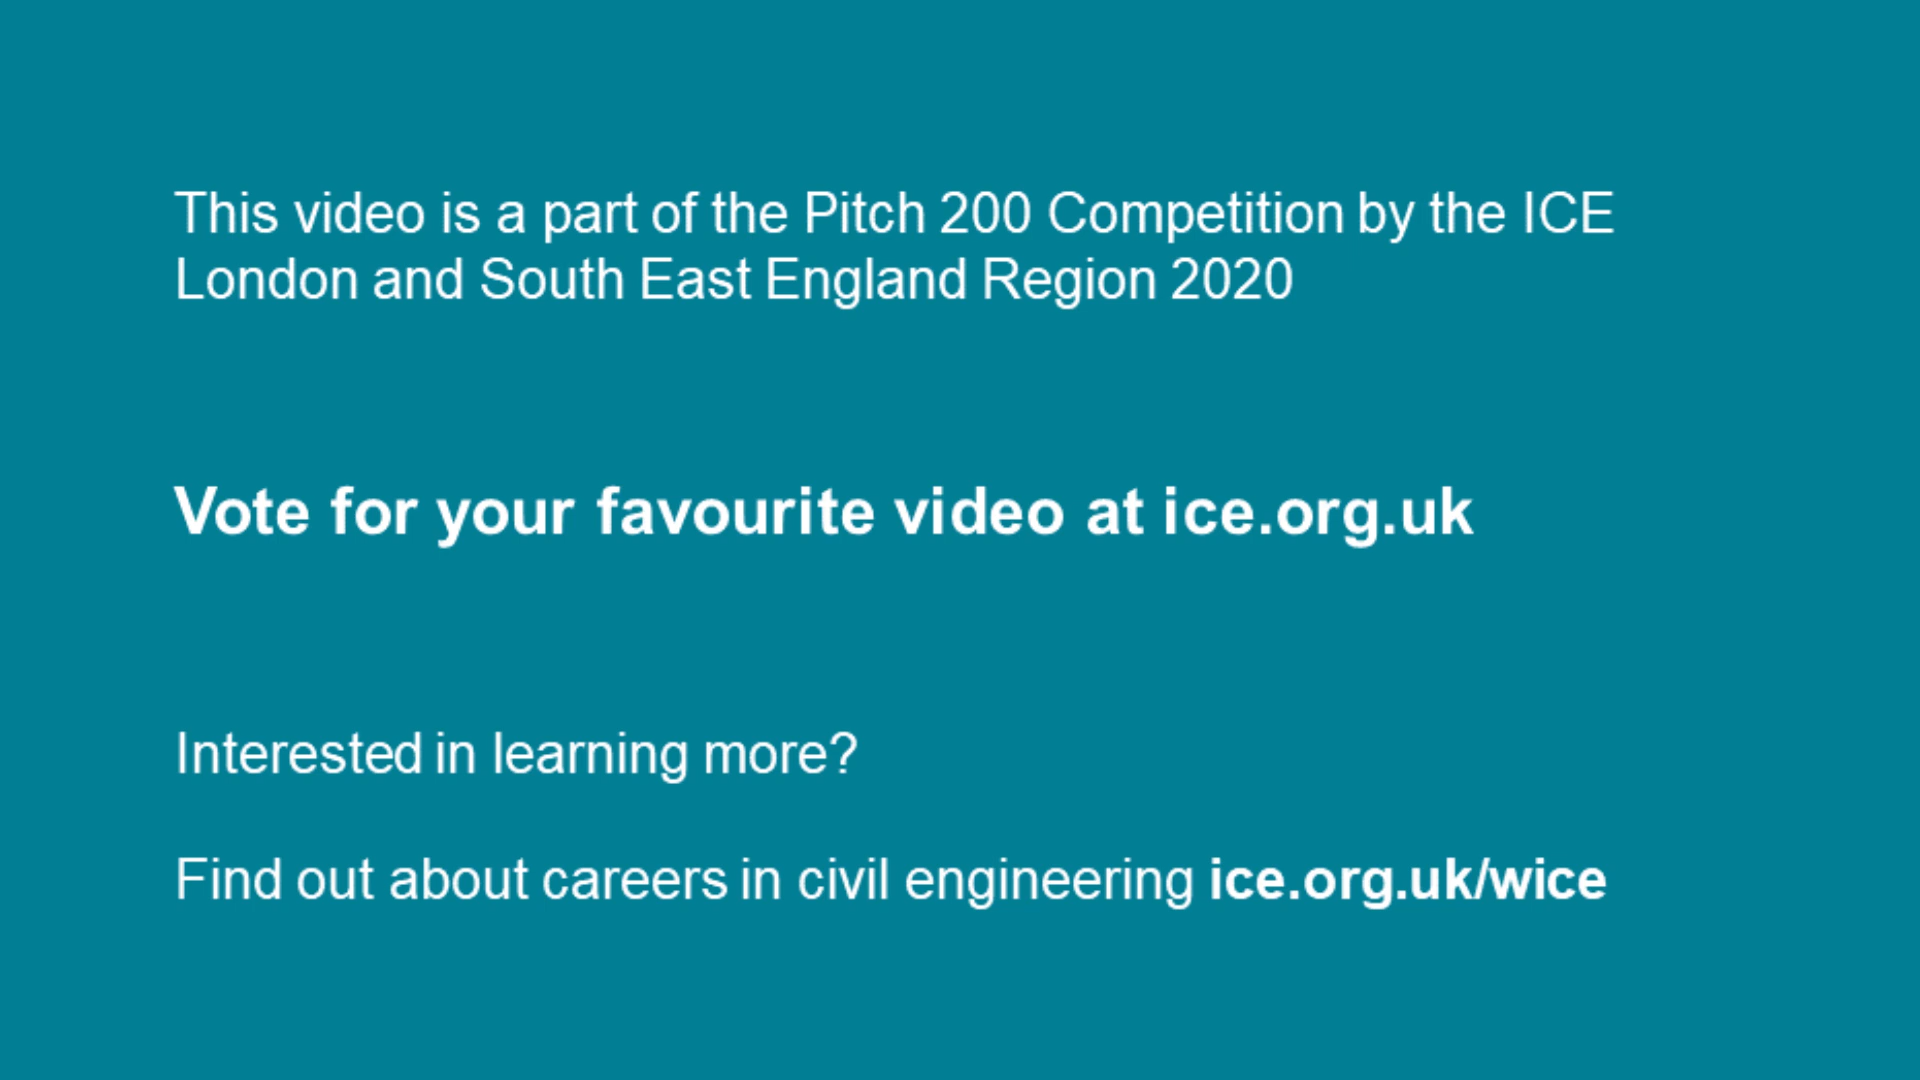 This video is a part of the Pitch 200 Competition by the ICE
London and South East England Region 2020
Vote for your favourite video at ice.org.uk
Interested in learning more?
Find out about careers in civil engineering ice.org.uk/wice